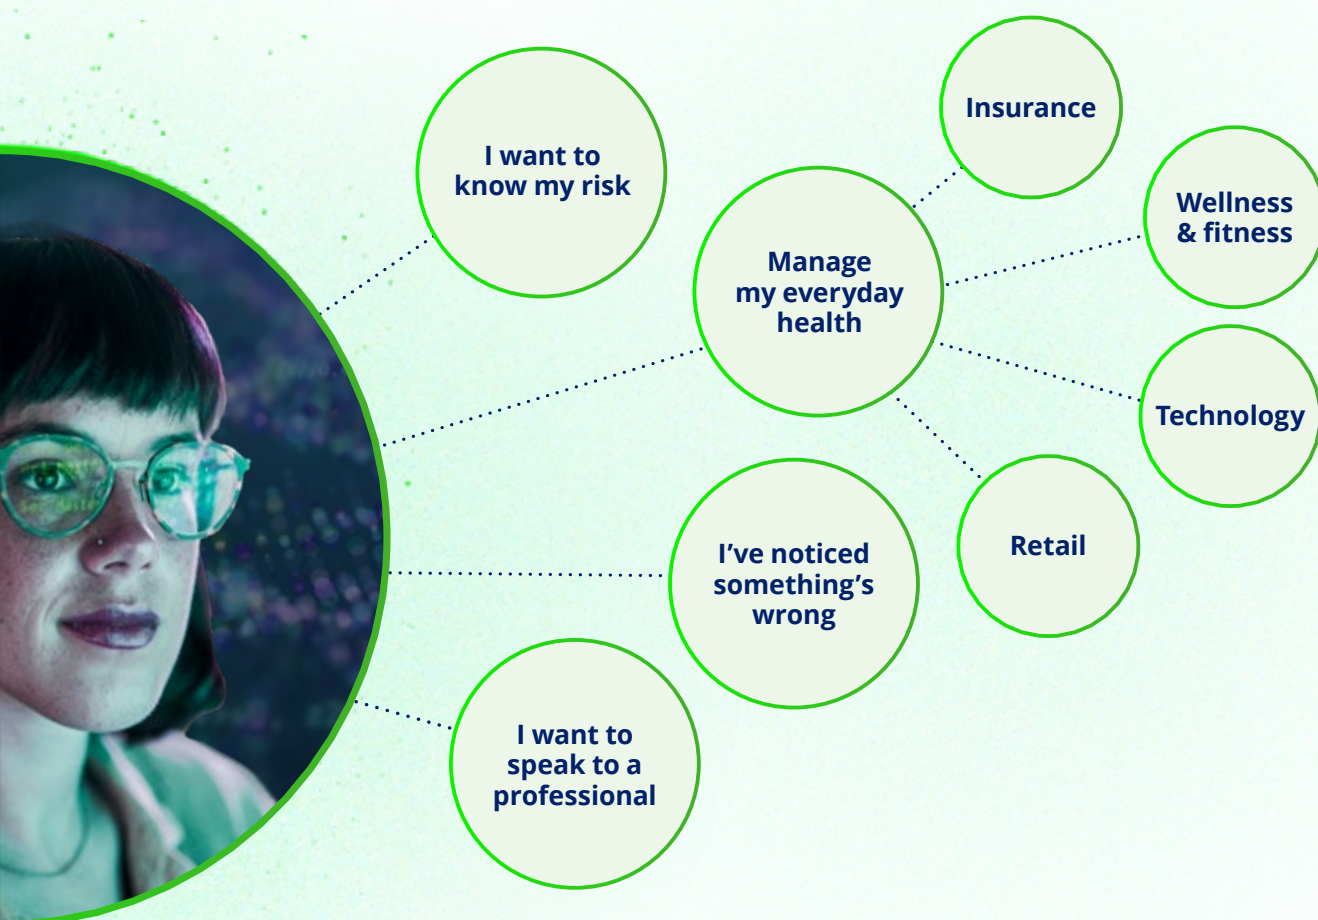 I want to
know my risk
Manage
my everyday
health
Insurance
Wellness
& fitness
Technology
Retail
I’ve noticed
something’s
wrong
I want to
speak to a
professional